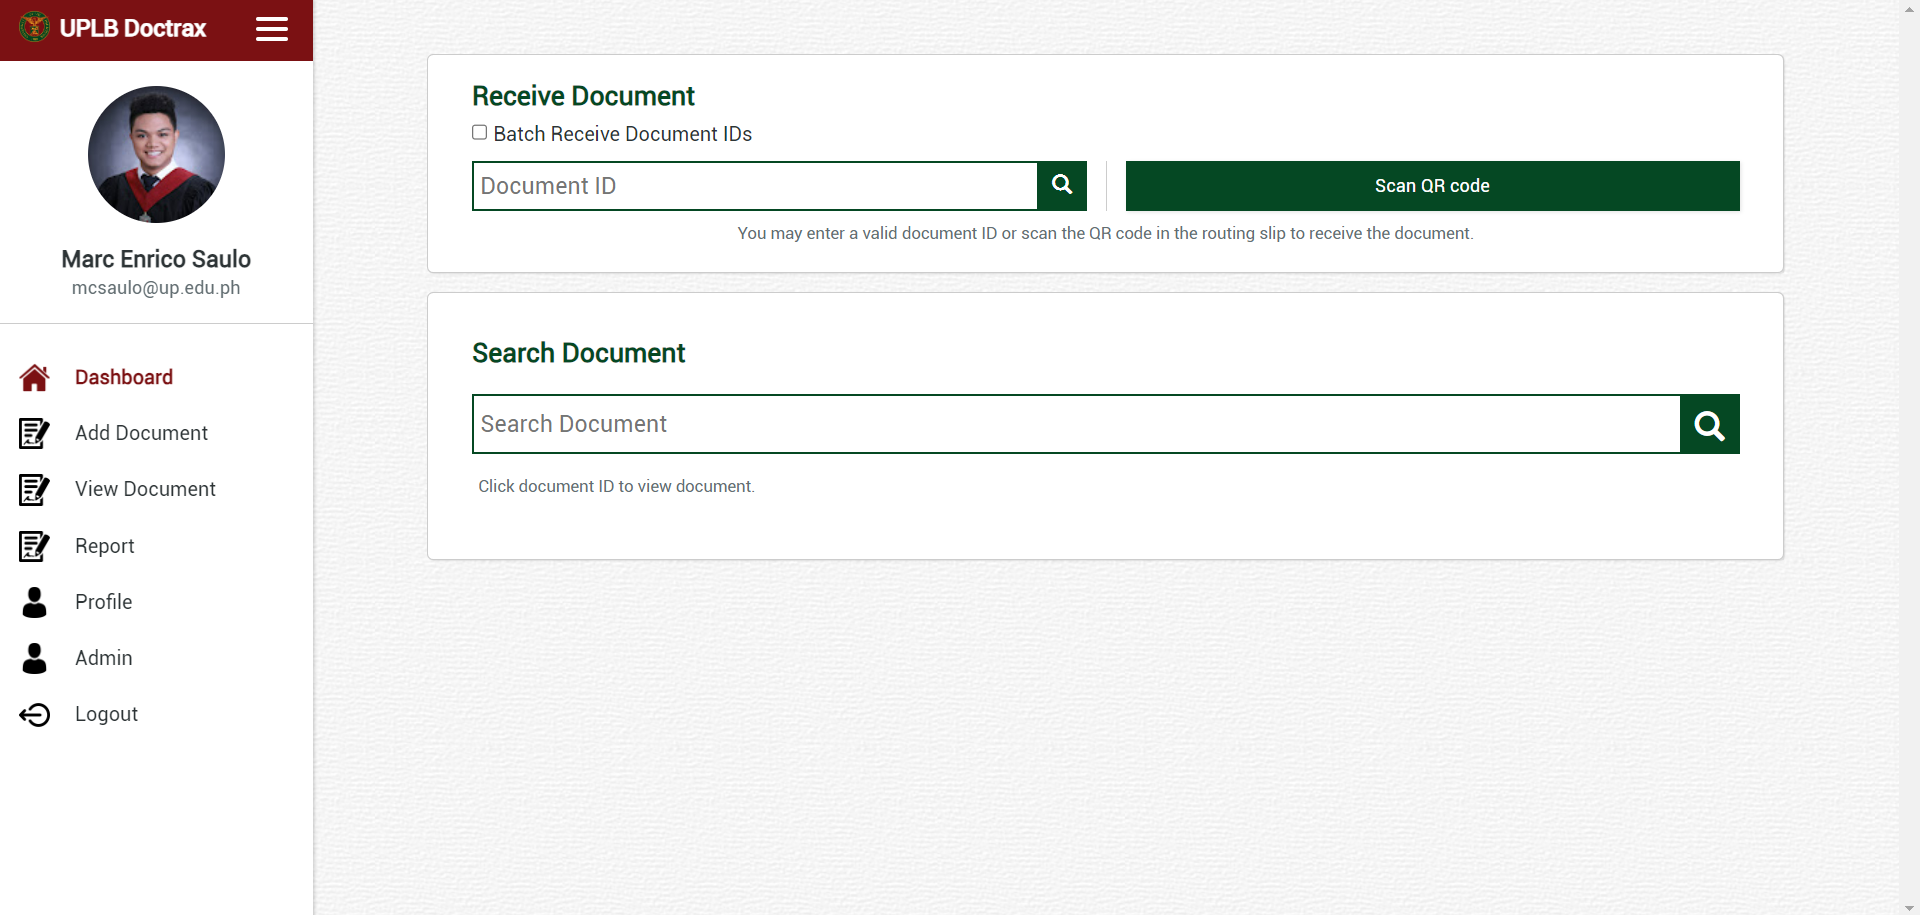 UPLB Doctrax
Marc Enrico Saulo
mcsaulo@up.edu.ph
Dashboard
Add Document
View Document
Report
Profile
Admin
Logout
Receive Document
Batch Receive Document IDs
Document ID
Scan QR code
You may enter a valid document ID or scan the QR code in the routing slip to receive the document.
Search Document
Search Document
Click document ID to view document.